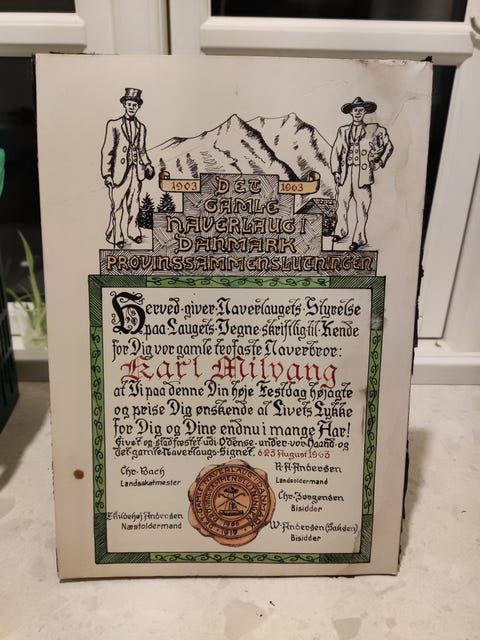 1903 1963
DET
GAMLE
NAVERLAUG I
DANMARK
PROVINSSAMMENSLUTNINGEN
Herved giver Naverlaugets Styrelse
paa Laugets Vegne skriftlig til Kende
for Dig vor gamle trofaste Naverbror:
Karl Milvang
at Vi paa denne Din høje Festdag højagte
og prise Dig ønskende al Livets Lykke
for Dig og Dine endnu i mange Aar!
Givet og stadfæstet udi Odense under vor Haand og
det gamle Naverlaugs Signet. d 23 August 1963
Chr. Bach
Landsskatmester
A. Andersen
Landsoldermand
Chr. Jørgensen
Bisidder
Andersen
Næstoldermand
W. Andersen (Saksen)
Bisidder